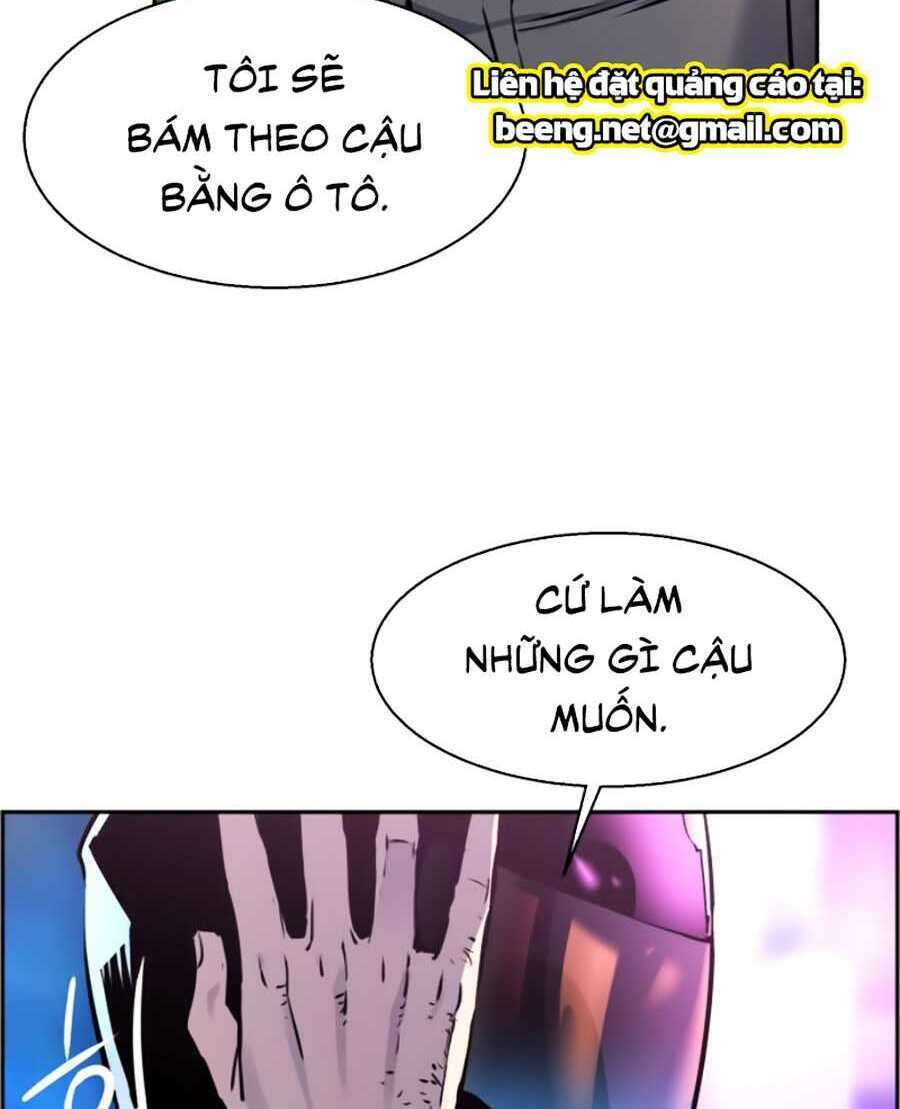 TÔI SẼ
BÁM THEO CẬU
BẰNG Ô TÔ.
Liên hệ đặt quảng cáo tại:
beeng.net@gmail.com
CỨ LÀM
NHỮNG GÌ CẬU
MUỐN.